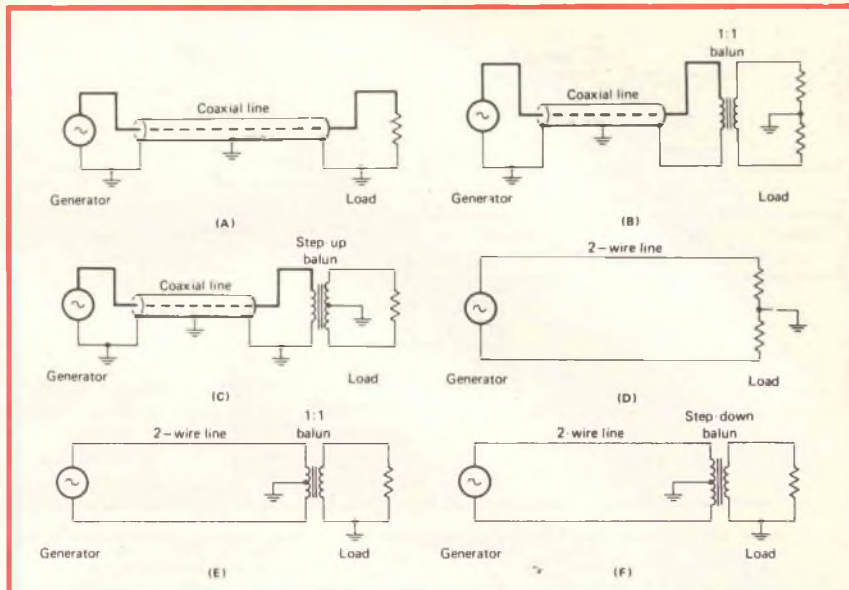 1:1
balun
Coaxial line
Coaxial line
Generator
Load
Generator
Load
(A)
(B)
Step-up
balun
2-wire line
Coaxial line
Generator
Load
Generator
Load
(C)
(D)
1:1
balun
Step-down
balun
2-wire line
2-wire line
Generator
Load
Generator
Load
(E)
(F)